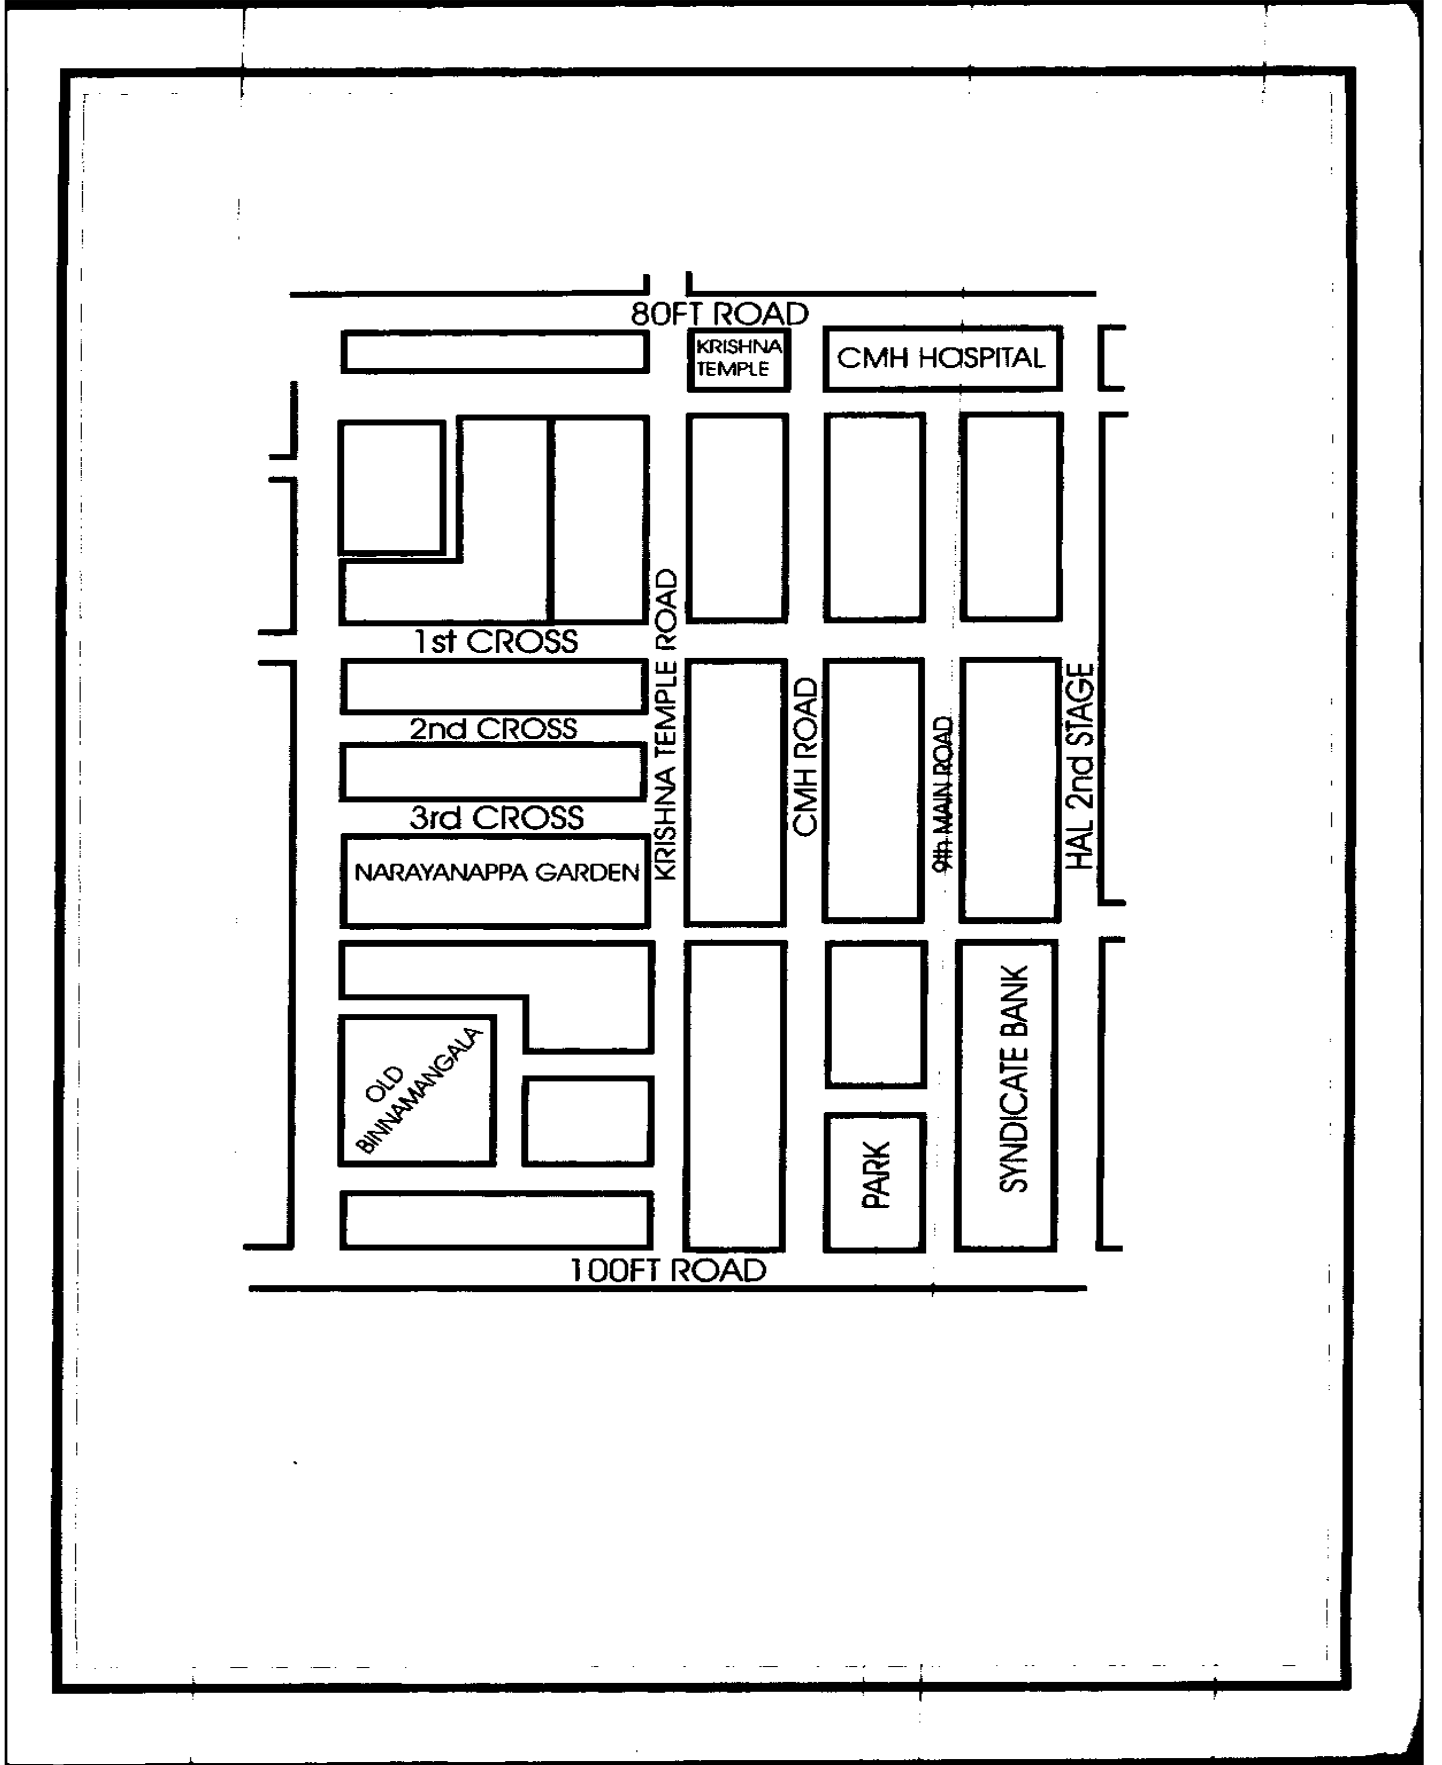 80FT ROAD
KRISHNA
TEMPLE
CMH HOSPITAL
1st CROSS
2nd CROSS
3rd CROSS
NARAYANAPPA GARDEN
KRISHNA TEMPLE ROAD
CMH ROAD
9th MAIN ROAD
HAL 2nd STAGE
OLD
BINNAMANGALA
PARK
SYNDICATE BANK
100FT ROAD